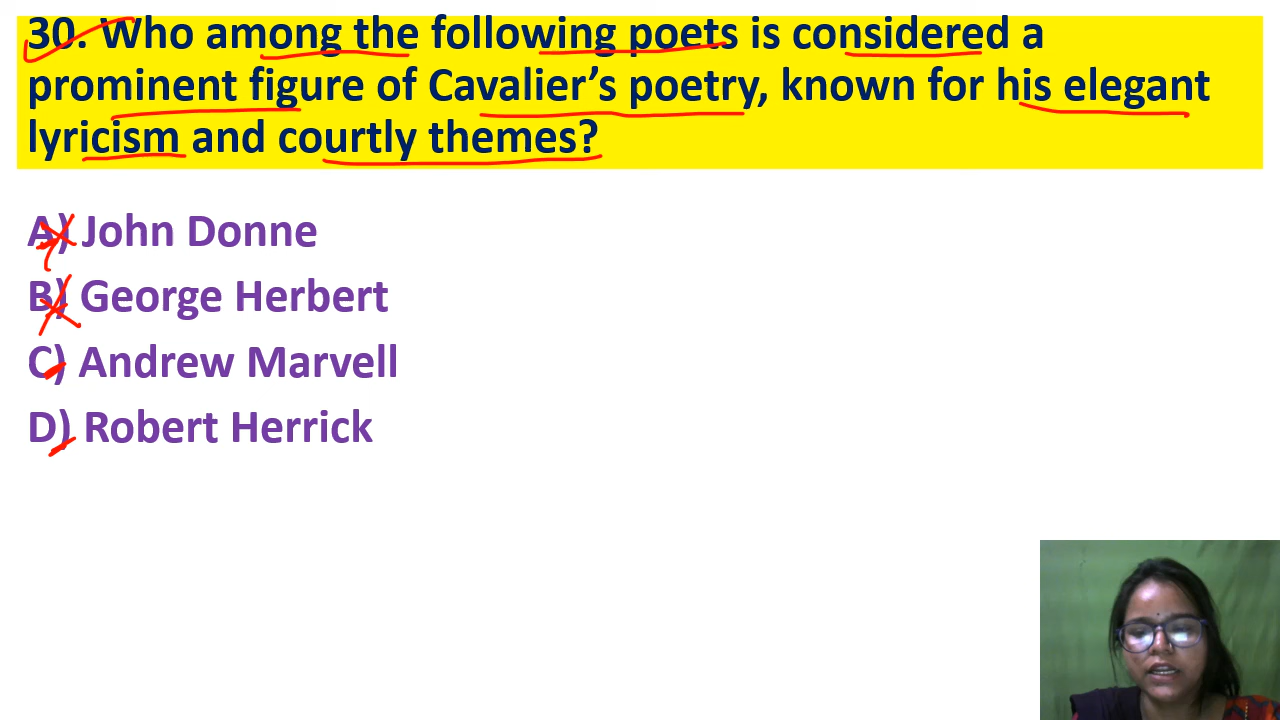 30. Who among the following poets is considered a
prominent figure of Cavalier’s poetry, known for his elegant
lyricism and courtly themes?
A) John Donne
B) George Herbert
C) Andrew Marvell
D) Robert Herrick